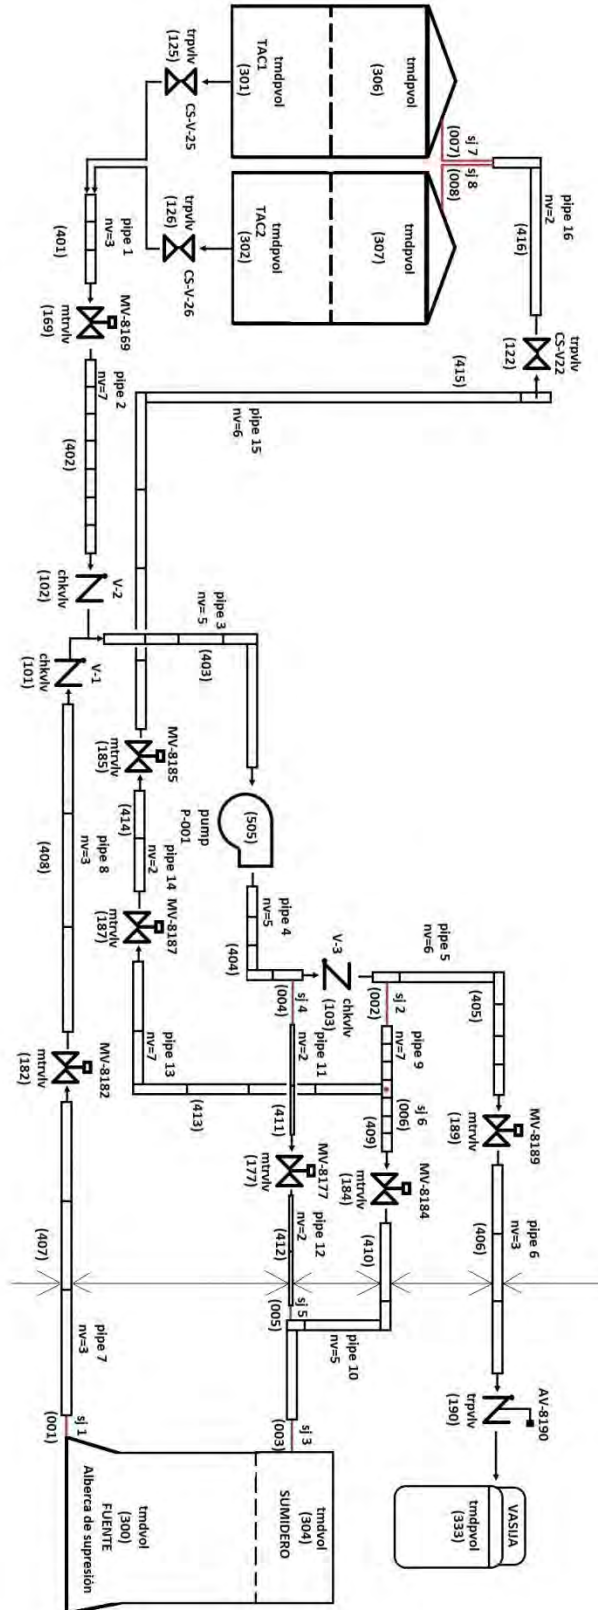 pipe 16
nv=2
(416)
sj 7
(007)
sj 8
(008)
tmdpvol
(306)
tmdpvol
(301)
TAC1
tmdpvol
(307)
tmdpvol
(302)
TAC2
trpvlv
(125)
CS-V-25
trpvlv
(126)
CS-V-26
pipe 1
nv=3
(401)
MV-8169
mtrvlv
(169)
pipe 2
nv=7
(402)
trpvlv
CS-V22
(122)
(415)
pipe 15
nv=6
V-2
chkvlv
(102)
V-1
chkvlv
(101)
pipe 3
nv= 5
(403)
MV-8185
mtrvlv
(185)
pipe 14
nv=2
(414)
MV-8187
mtrvlv
(187)
pipe 8
nv=3
(408)
(505)
pump
P-001
pipe 4
nv=5
(404)
V-3
chkvlv
(103)
pipe 5
nv=6
(405)
sj 2
(002)
sj 4
(004)
pipe 9
nv=7
sj 6
(006)
(409)
pipe 11
nv=2
(411)
pipe 13
nv=7
(413)
MV-8182
mtrvlv
(182)
MV-8189
mtrvlv
(189)
MV-8184
mtrvlv
(184)
MV-8177
mtrvlv
(177)
pipe 6
nv=3
(406)
(410)
pipe 12
nv=2
(412)
sj 5
(005)
pipe 10
nv=5
(407)
pipe 7
nv=3
AV-8190
trpvlv
(190)
sj 3
(003)
sj 1
(001)
VASIJA
tmdpvol
(333)
tmdvol
(304)
SUMIDERO
tmdvol
(300)
FUENTE
Alberca de supresión